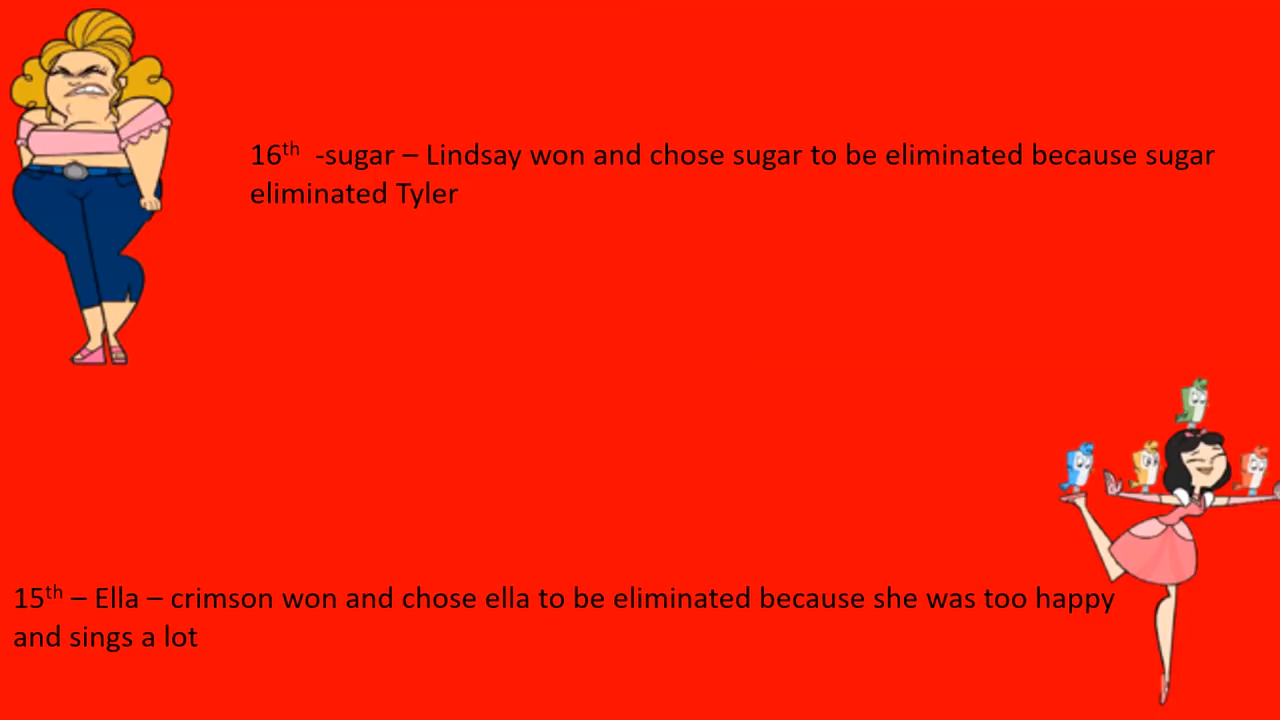 16th -sugar – Lindsay won and chose sugar to be eliminated because sugar
eliminated Tyler
15th – Ella – crimson won and chose ella to be eliminated because she was too happy
and sings a lot